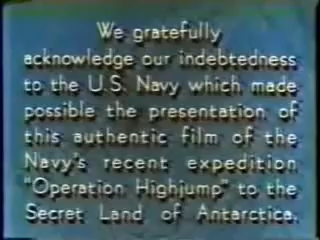 We gratefully
acknowledge our indebtedness
to the U.S. Navy which made
possible the presentation of
this authentic film of the
Navy's recent expedition
"Operation Highjump" to the
Secret Land of Antarctica.